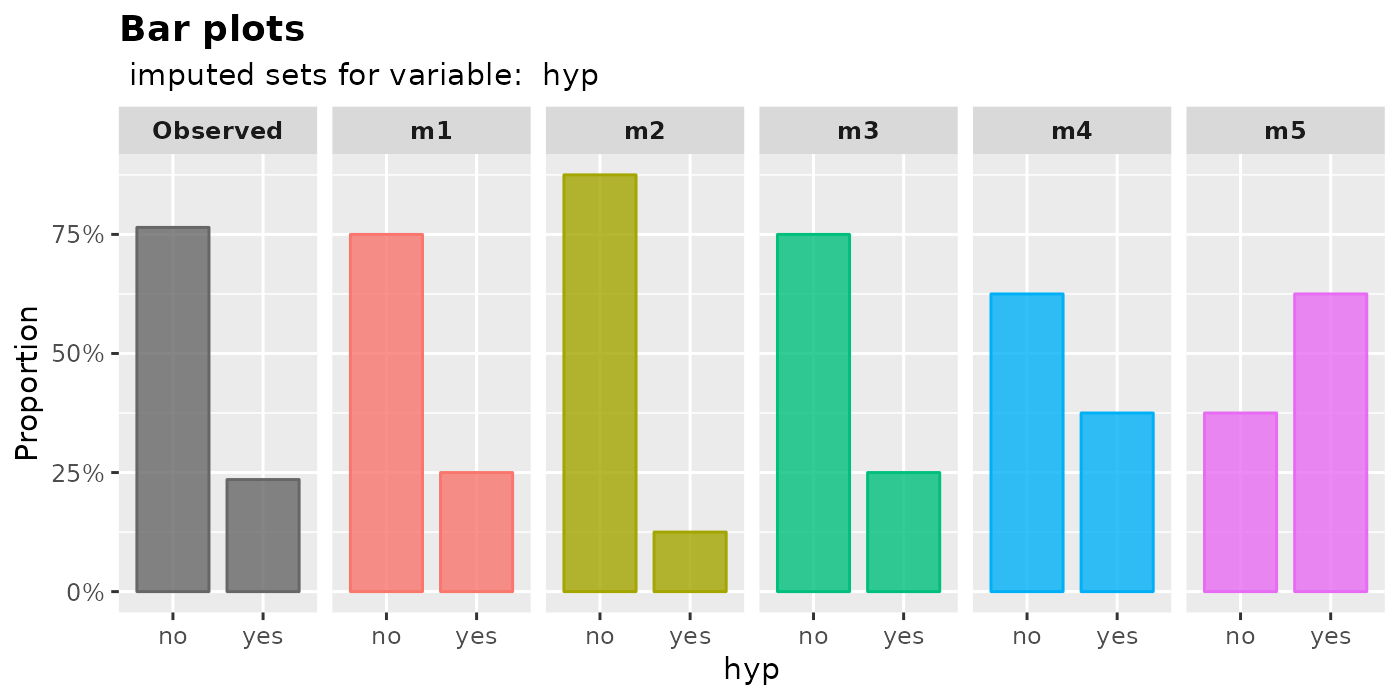 Bar plots
imputed sets for variable:  hyp
Observed m1 m2 m3 m4 m5
Proportion
75%
50%
25%
0%
no yes no yes no yes no yes no yes no yes
hyp